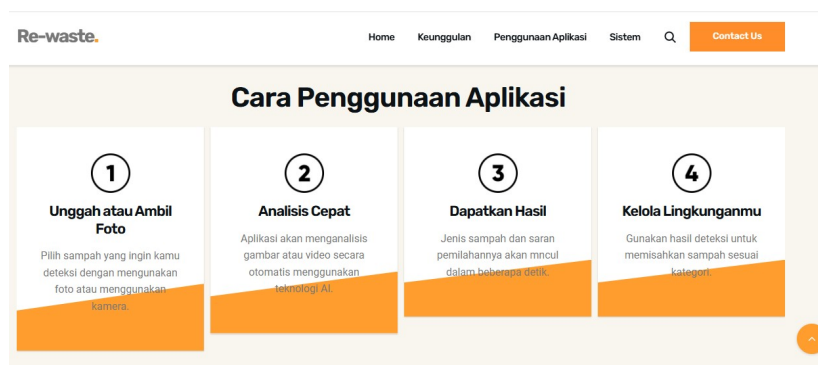 Re-waste.
Home Keunggulan Penggunaan Aplikasi Sistem Contact Us
Cara Penggunaan Aplikasi
1
Unggah atau Ambil
Foto
Pilih sampah yang ingin kamu
deteksi dengan mengunakan
foto atau menggunakan
kamera.
2
Analisis Cepat
Aplikasi akan menganalisis
gambar atau video secara
otomatis menggunakan
teknologi AI.
3
Dapatkan Hasil
Jenis sampah dan saran
pemilahannya akan mncul
dalam beberapa detik.
4
Kelola Lingkunganmu
Gunakan hasil deteksi untuk
memisahkan sampah sesuai
kategori.